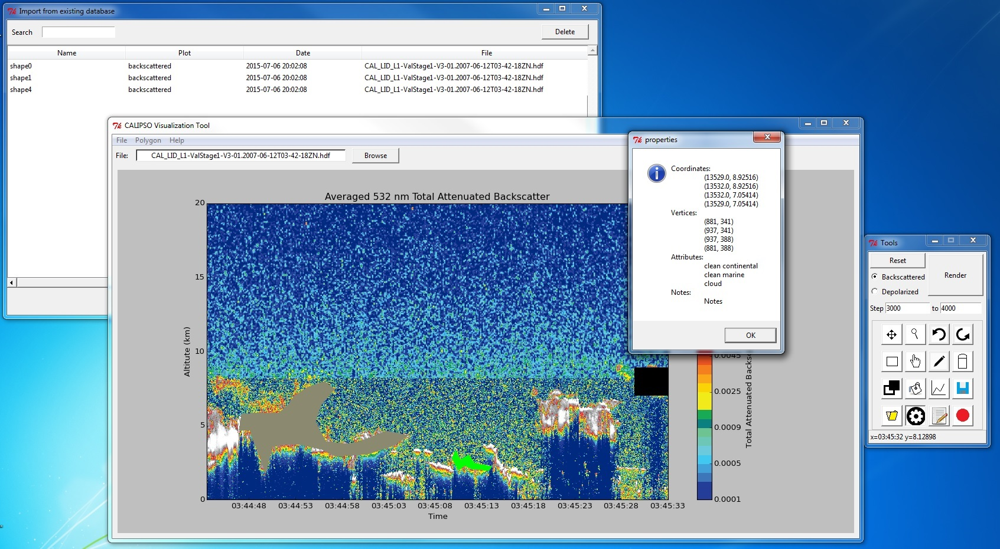 Import from existing database
Search
Delete
Name Plot Date File
shape0 backscattered 2015-07-06 20:02:08 CAL_LID_L1-ValStage1-V3-01.2007-06-12T03-42-18ZN.hdf
shape1 backscattered 2015-07-06 20:02:08 CAL_LID_L1-ValStage1-V3-01.2007-06-12T03-42-18ZN.hdf
shape4 backscattered 2015-07-06 20:02:08 CAL_LID_L1-ValStage1-V3-01.2007-06-12T03-42-18ZN.hdf
CALIPSO Visualization Tool
File Polygon Help
File: CAL_LID_L1-ValStage1-V3-01.2007-06-12T03-42-18ZN.hdf Browse
Averaged 532 nm Total Attenuated Backscatter
20
15
10
5
0
Altitute (km)
03:44:48 03:44:53 03:44:58 03:45:03 03:45:08 03:45:13 03:45:18 03:45:23 03:45:28 03:45:33
Time
0.0045
0.0025
0.0009
0.0005
0.0001
Total Attenuated Backsc
properties
Coordinates:
(13529.0, 8.92516)
(13532.0, 8.92516)
(13532.0, 7.05414)
(13529.0, 7.05414)
Vertices:
(881, 341)
(937, 341)
(937, 388)
(881, 388)
Attributes:
clean continental
clean marine
cloud
Notes:
Notes
OK
Tools
Reset
Render
Backscattered
Depolarized
Step 3000 to 4000
x=03:45:32 y=8.12898